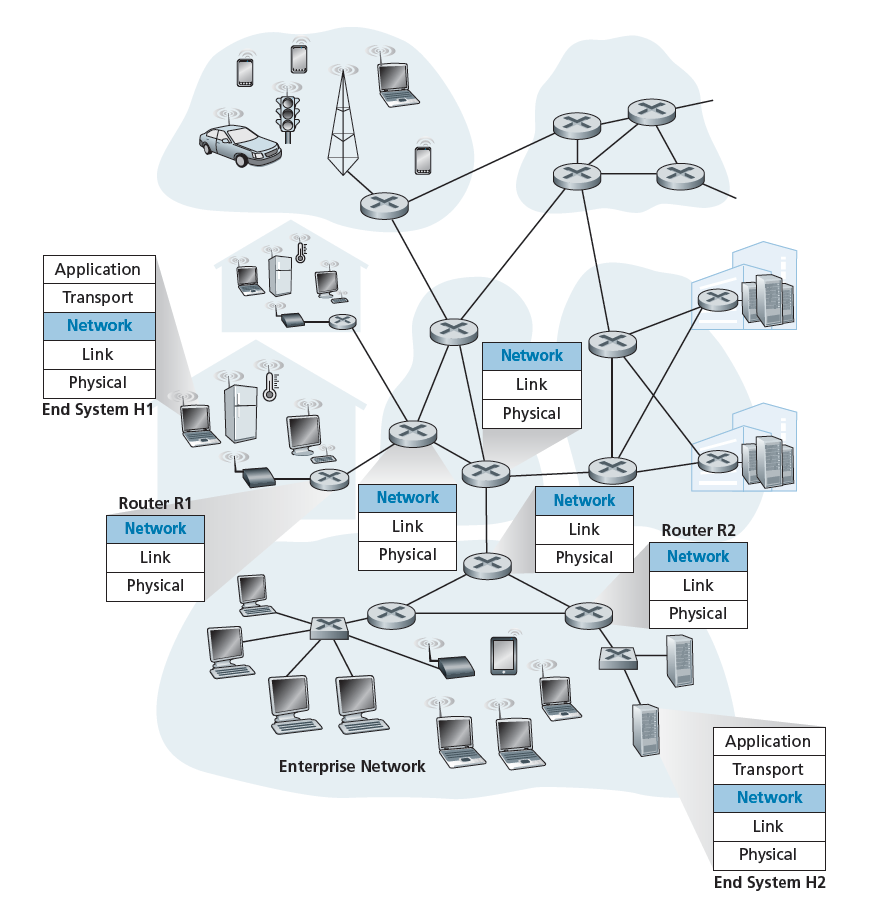 Application
Transport
Network
Link
Physical
End System H1
Network
Link
Physical
Router R1
Network
Link
Physical
Network
Link
Physical
Network
Link
Physical
Router R2
Network
Link
Physical
Enterprise Network
Application
Transport
Network
Link
Physical
End System H2